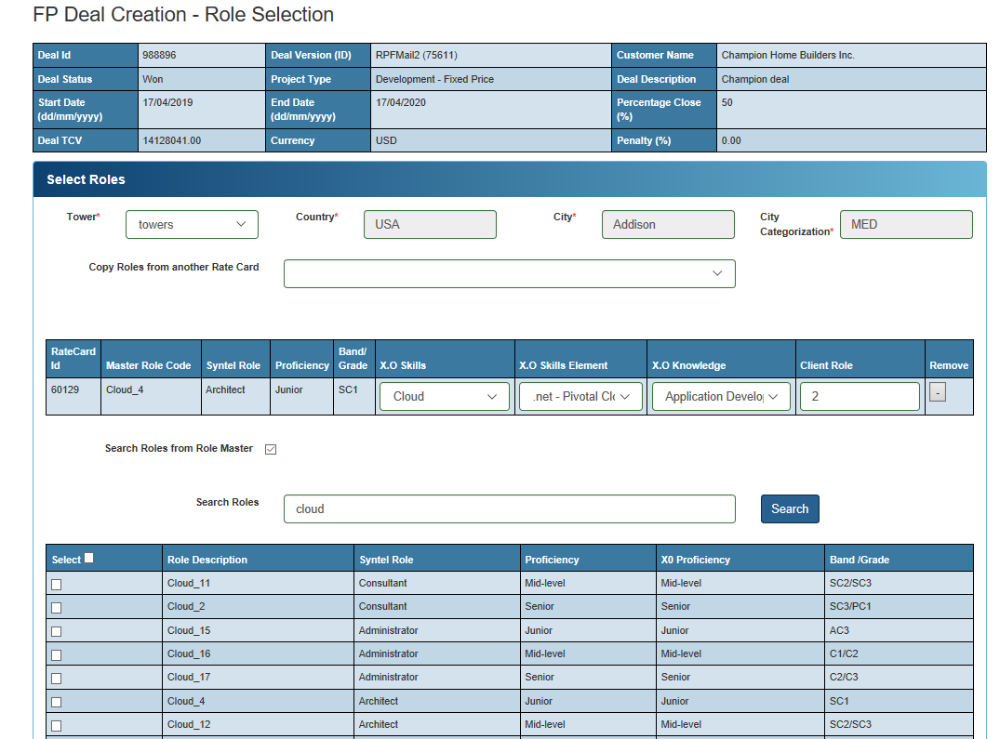 FP Deal Creation - Role Selection
Deal Id 988896 Deal Version (ID) RPFMail2 (75611) Customer Name Champion Home Builders Inc.
Deal Status Won Project Type Development - Fixed Price Deal Description Champion deal
Start Date (dd/mm/yyyy) 17/04/2019 End Date (dd/mm/yyyy) 17/04/2020 Percentage Close (%) 50
Deal TCV 14128041.00 Currency USD Penalty (%) 0.00
Select Roles
Tower* towers Country* USA City* Addison City Categorization* MED
Copy Roles from another Rate Card
RateCard Id Master Role Code Syntel Role Proficiency Band/ Grade X.O Skills X.O Skills Element X.O Knowledge Client Role Remove
60129 Cloud_4 Architect Junior SC1 Cloud .net - Pivotal Clo Application Develop 2 -
Search Roles from Role Master
Search Roles cloud Search
Select Role Description Syntel Role Proficiency X0 Proficiency Band /Grade
Cloud_11 Consultant Mid-level Mid-level SC2/SC3
Cloud_2 Consultant Senior Senior SC3/PC1
Cloud_15 Administrator Junior Junior AC3
Cloud_16 Administrator Mid-level Mid-level C1/C2
Cloud_17 Administrator Senior Senior C2/C3
Cloud_4 Architect Junior Junior SC1
Cloud_12 Architect Mid-level Mid-level SC2/SC3